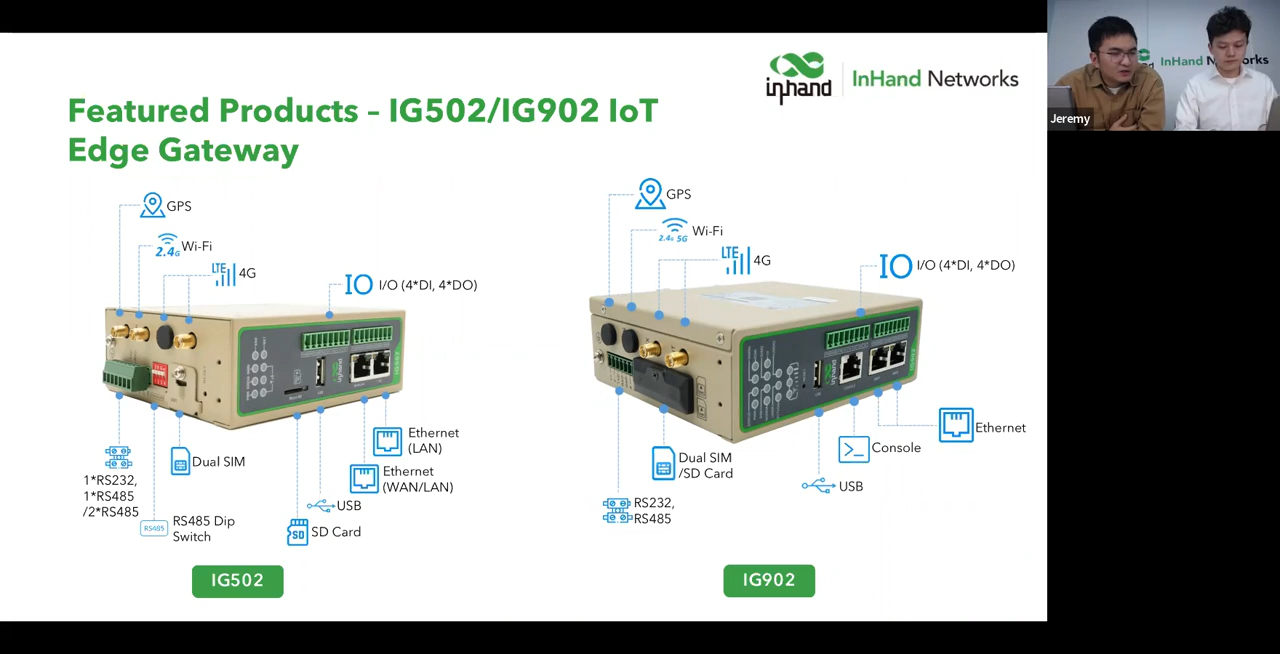 inhand
InHand Networks
Featured Products – IG502/IG902 IoT
Edge Gateway
GPS
2.4G
Wi-Fi
LTE
4G
IO
I/O (4*DI, 4*DO)
1*RS232,
1*RS485
/2*RS485
RS485
RS485 Dip
Switch
Dual SIM
SD
SD Card
USB
Ethernet
(WAN/LAN)
Ethernet
(LAN)
IG502
GPS
2.4G 5G
Wi-Fi
LTE
4G
IO
I/O (4*DI, 4*DO)
RS232,
RS485
Dual SIM
/SD Card
USB
Console
Ethernet
IG902
InHand Networks
Jeremy